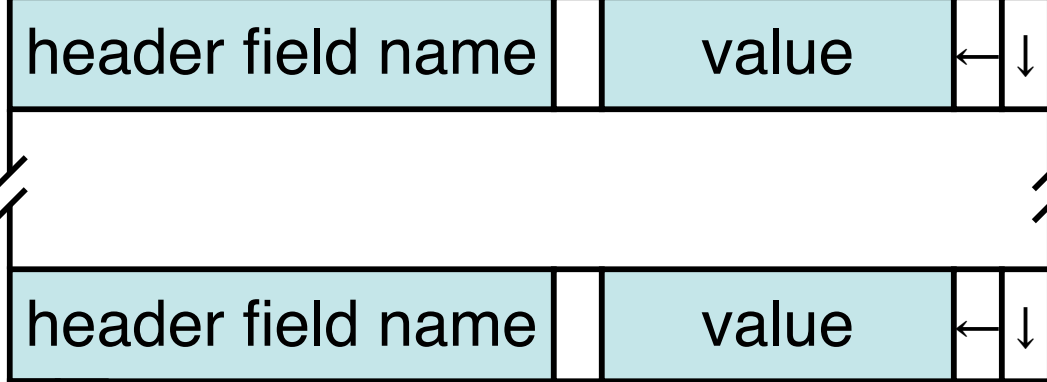 header field name value ← ↓
header field name value ← ↓